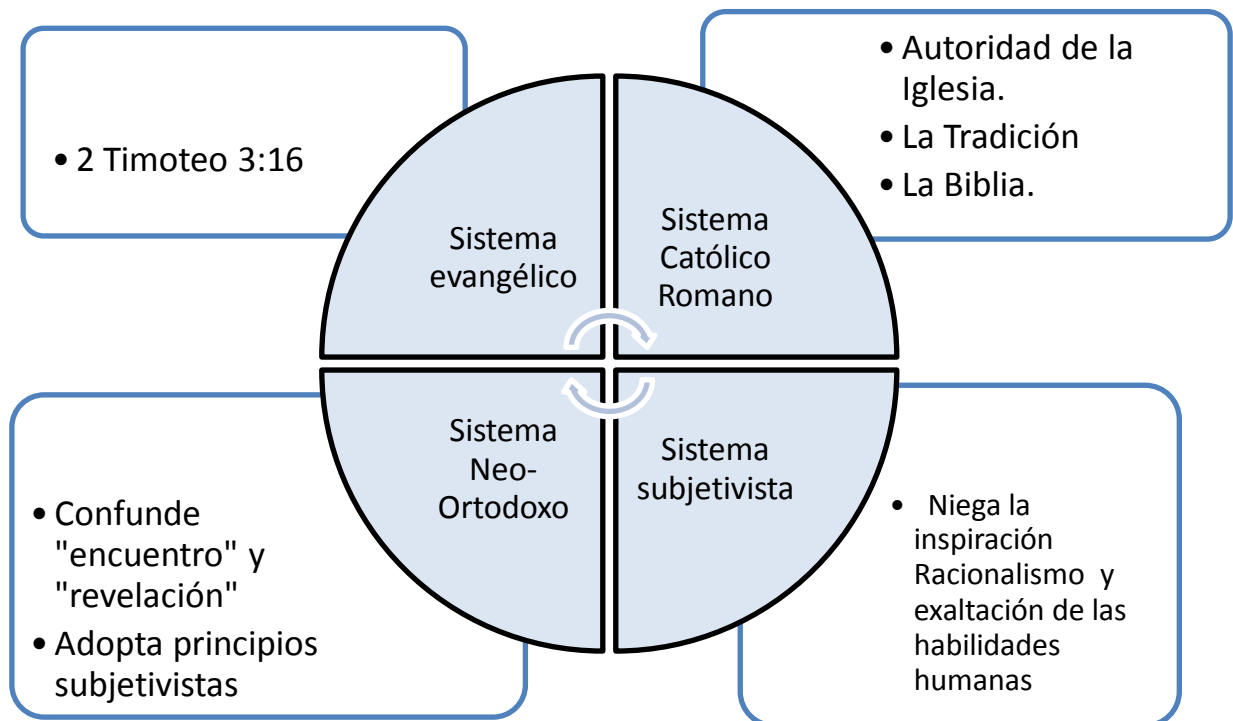 • 2 Timoteo 3:16
Sistema
evangélico
• Autoridad de la
Iglesia.
• La Tradición
• La Biblia.
Sistema
Católico
Romano
• Confunde
"encuentro" y
"revelación"
• Adopta principios
subjetivistas
Sistema
Neo-
Ortodoxo
Sistema
subjetivista
• Niega la
inspiración
Racionalismo y
exaltación de las
habilidades
humanas